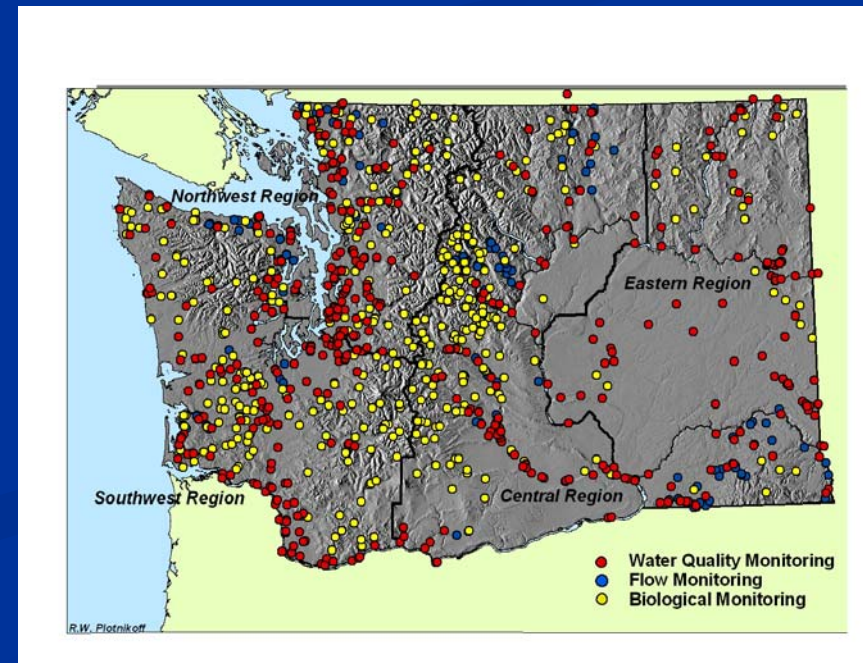 Northwest Region
Eastern Region
Southwest Region
Central Region
Water Quality Monitoring
Flow Monitoring
Biological Monitoring
R.W. Plotnikoff